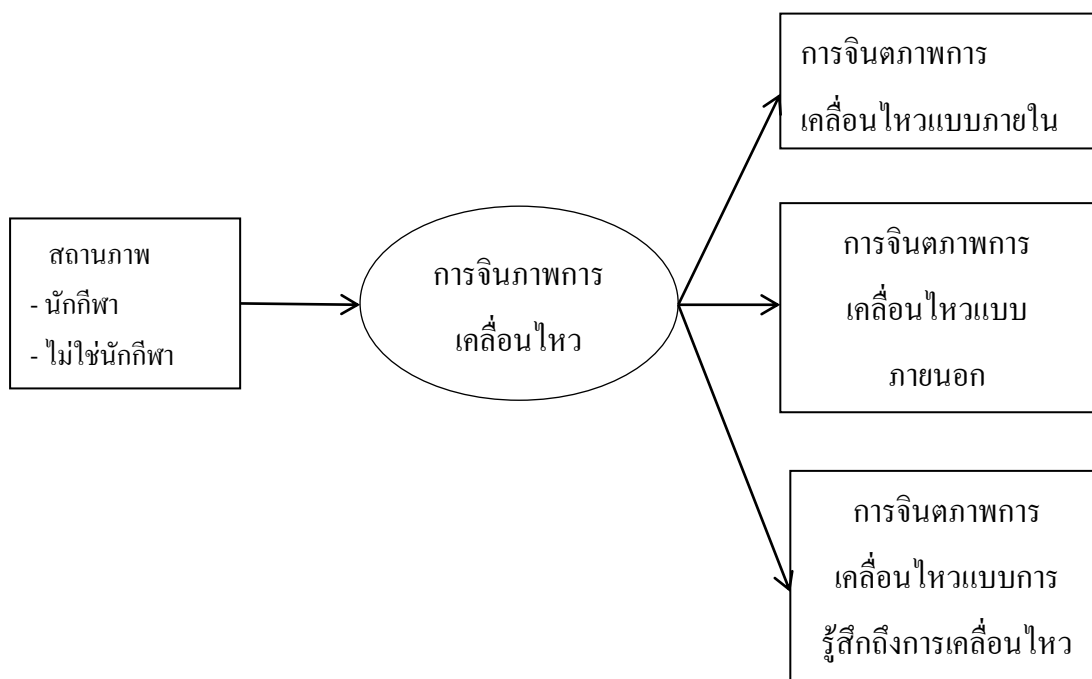 สถานภาพ
- นักกีฬา
- ไม่ใช่นักกีฬา
การจินภาพการ
เคลื่อนไหว
การจินตภาพการ
เคลื่อนไหวแบบภายใน
การจินตภาพการ
เคลื่อนไหวแบบ
ภายนอก
การจินตภาพการ
เคลื่อนไหวแบบการ
รู้สึกถึงการเคลื่อนไหว